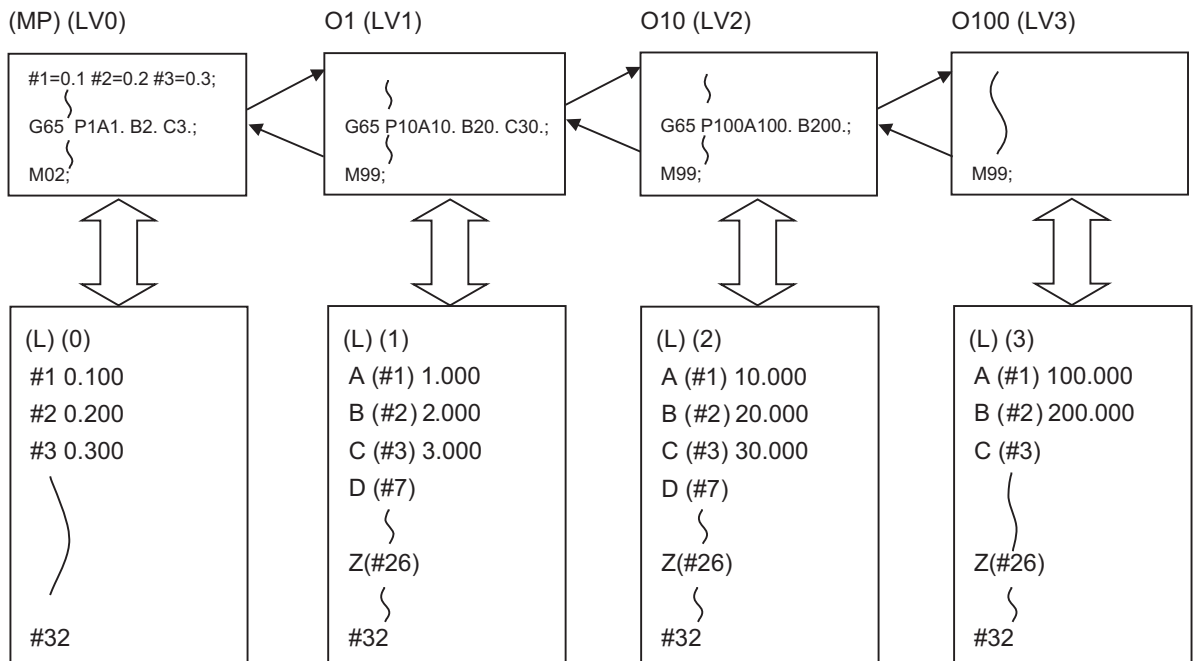 (MP) (LV0)
O1 (LV1)
O10 (LV2)
O100 (LV3)
#1=0.1 #2=0.2 #3=0.3;
G65 P1A1. B2. C3.;
M02;
G65 P10A10. B20. C30.;
M99;
G65 P100A100. B200.;
M99;
M99;
(L) (0)
#1 0.100
#2 0.200
#3 0.300
#32
(L) (1)
A (#1) 1.000
B (#2) 2.000
C (#3) 3.000
D (#7)
Z(#26)
#32
(L) (2)
A (#1) 10.000
B (#2) 20.000
C (#3) 30.000
D (#7)
Z(#26)
#32
(L) (3)
A (#1) 100.000
B (#2) 200.000
C (#3)
Z(#26)
#32